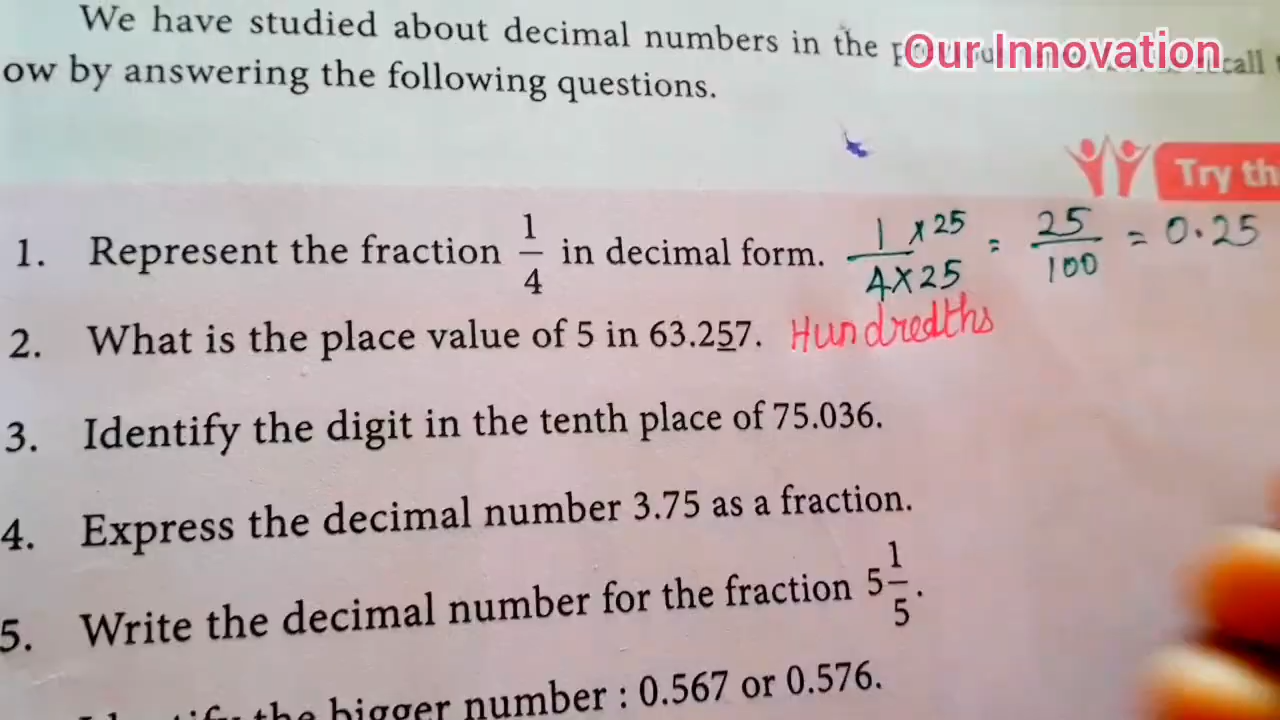 We have studied about decimal numbers in the
Our Innovation
ow by answering the following questions.
Try th
1. Represent the fraction 1/4 in decimal form. 1 x 25 / 4 x 25 = 25/100 = 0.25
2. What is the place value of 5 in 63.257. Hundredths
3. Identify the digit in the tenth place of 75.036.
4. Express the decimal number 3.75 as a fraction.
5. Write the decimal number for the fraction 5 1/5.
the bigger number : 0.567 or 0.576.